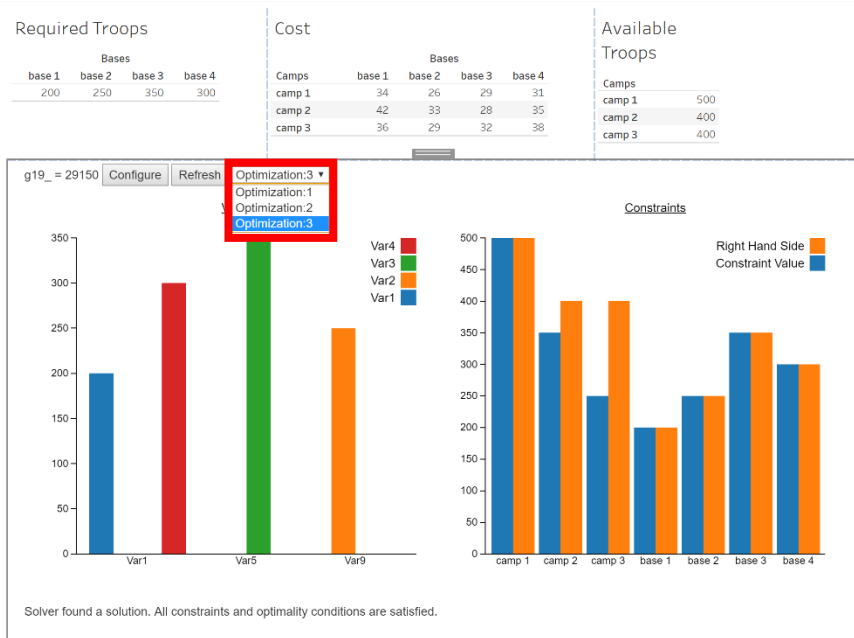 Required Troops
Bases
base 1 base 2 base 3 base 4
200 250 350 300
Cost
Bases
Camps base 1 base 2 base 3 base 4
camp 1 34 26 29 31
camp 2 42 33 28 35
camp 3 36 29 32 38
Available
Troops
Camps
camp 1 500
camp 2 400
camp 3 400
g19_ = 29150 Configure Refresh Optimization:3
Optimization:1
Optimization:2
Optimization:3
350
300
250
200
150
100
50
0
Var1 Var5 Var9
Var4
Var3
Var2
Var1
Constraints
500
450
400
350
300
250
200
150
100
50
0
camp 1 camp 2 camp 3 base 1 base 2 base 3 base 4
Right Hand Side
Constraint Value
Solver found a solution. All constraints and optimality conditions are satisfied.